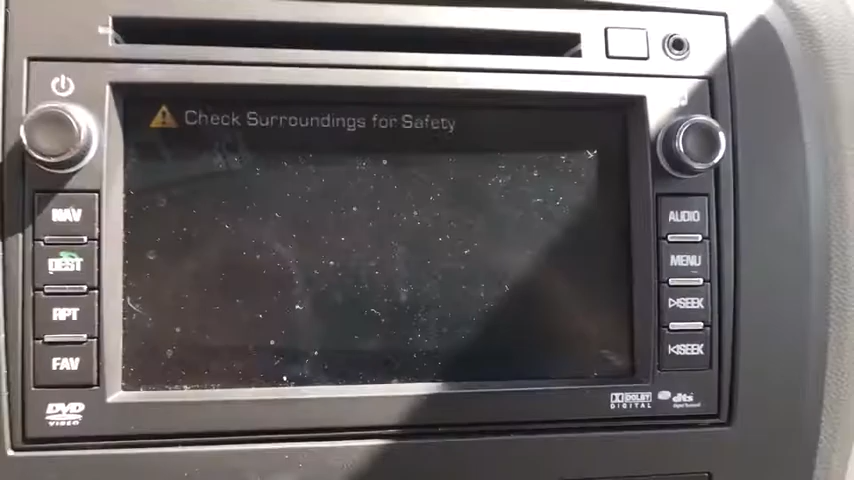 Check Surroundings for Safety
NAV
DEST
RPT
FAV
AUDIO
MENU
▷SEEK
◁SEEK
DVD
VIDEO
DOLBY
DIGITAL
dts